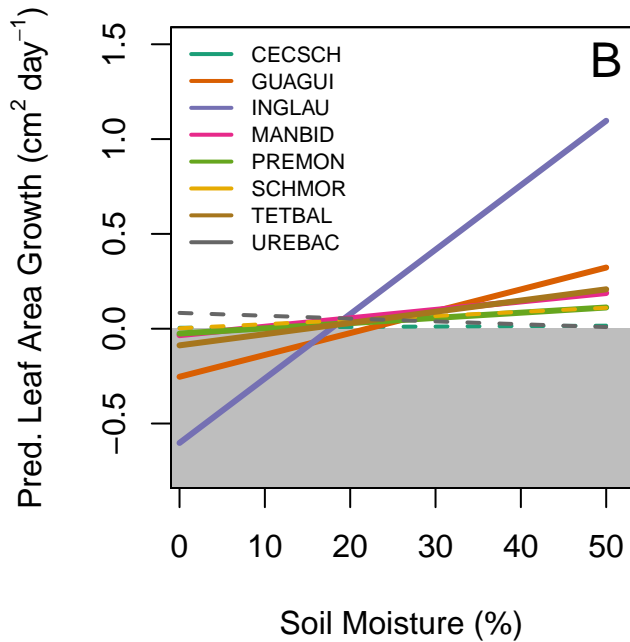 B
CECSCH
GUAGUI
INGLAU
MANBID
PREMON
SCHMOR
TETBAL
UREBAC
Pred. Leaf Area Growth (cm² day⁻¹)
1.5
1.0
0.5
0.0
−0.5
0 10 20 30 40 50
Soil Moisture (%)